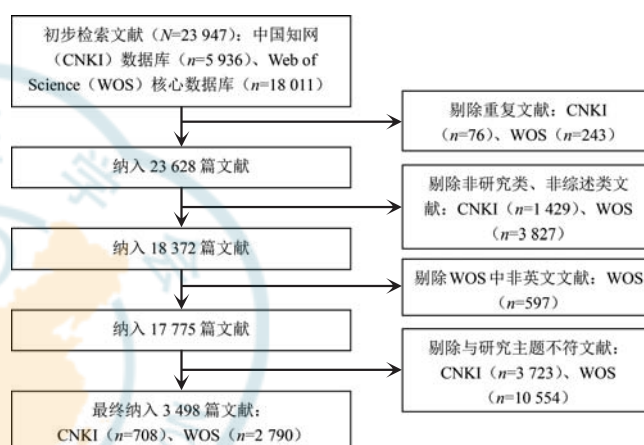 初步检索文献（N=23 947）：中国知网
（CNKI）数据库（n=5 936）、Web of
Science（WOS）核心数据库（n=18 011）
剔除重复文献：CNKI
（n=76）、WOS（n=243）
纳入 23 628 篇文献
剔除非研究类、非综述类文
献：CNKI（n=1 429）、WOS
（n=3 827）
纳入 18 372 篇文献
剔除 WOS 中非英文文献：WOS
（n=597）
纳入 17 775 篇文献
剔除与研究主题不符文献：
CNKI（n=3 723）、WOS
（n=10 554）
最终纳入 3 498 篇文献：
CNKI（n=708）、WOS（n=2 790）
学
会